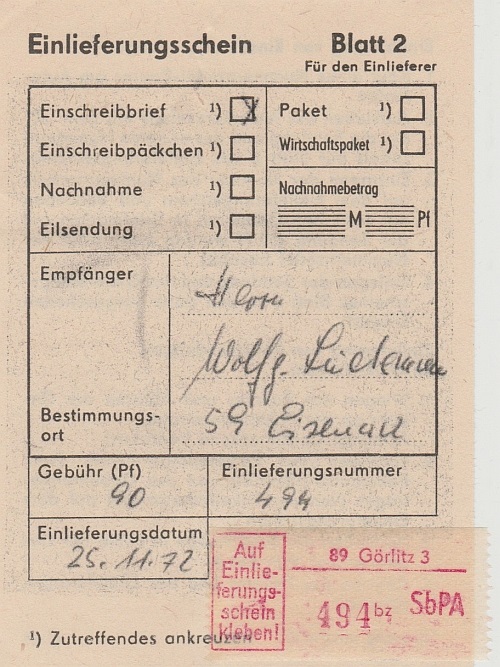 Einlieferungsschein Blatt 2
Für den Einlieferer
Einschreibbrief ¹) X
Paket ¹)
Einschreibpäckchen ¹)
Wirtschaftspaket ¹)
Nachnahme ¹)
Nachnahmebetrag
M Pf
Eilsendung ¹)
Empfänger
Herrn
Wolfg.
Bestimmungs-
ort
59 Eisenach
Gebühr (Pf)
90
Einlieferungsnummer
494
Einlieferungsdatum
25.11.72
Auf
Einlie-
ferungs-
schein
kleben!
89 Görlitz 3
494 bz SbPA
¹) Zutreffendes ankreuzen